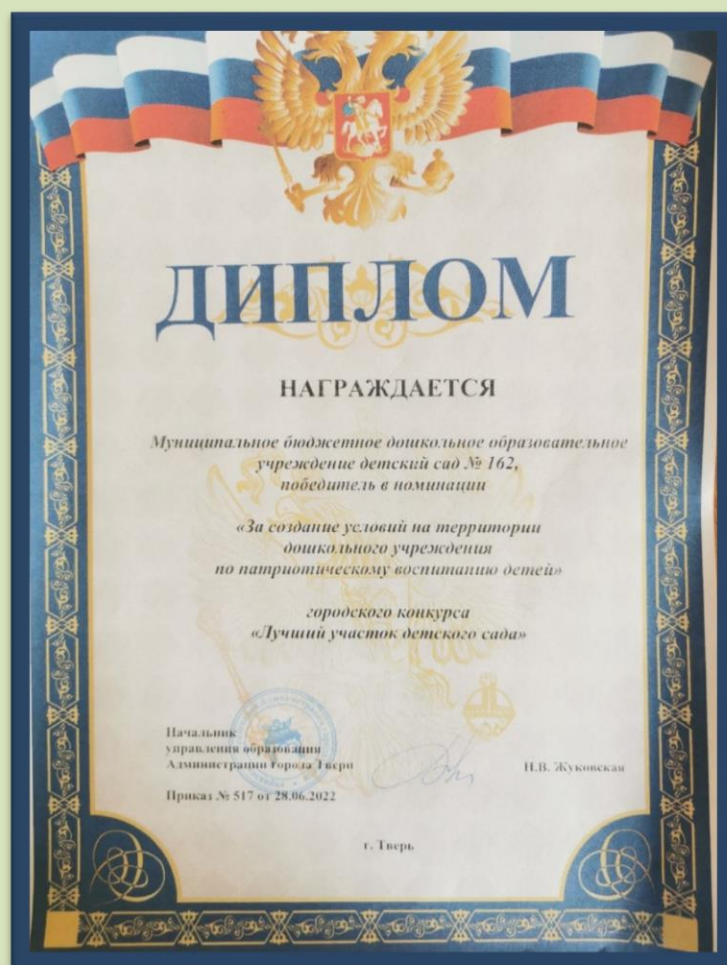 ДИПЛОМ
НАГРАЖДАЕТСЯ
Муниципальное бюджетное дошкольное образовательное
учреждение детский сад № 162,
победитель в номинации
«За создание условий на территории
дошкольного учреждения
по патриотическому воспитанию детей»
городского конкурса
«Лучший участок детского сада»
Начальник
управления образования
Администрации города Твери
Н.В. Жуковская
Приказ № 517 от 28.06.2022
г. Тверь